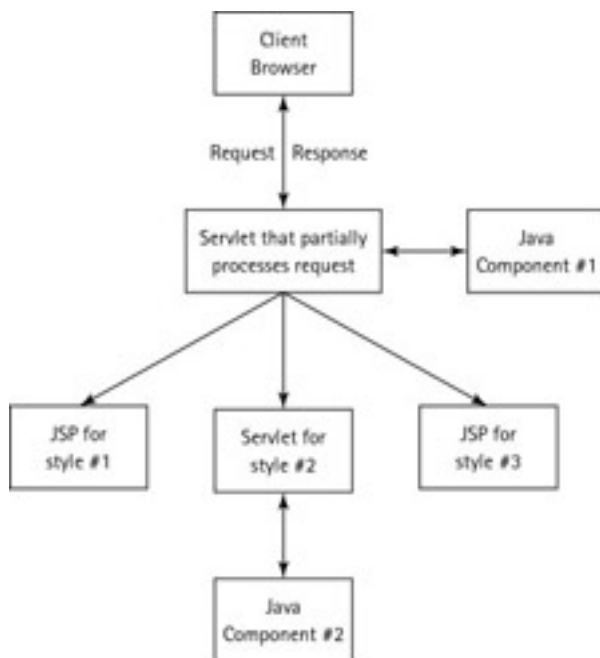 Client
Browser
Request Response
Servlet that partially
processes request
Java
Component #1
JSP for
style #1
Servlet for
style #2
JSP for
style #3
Java
Component #2